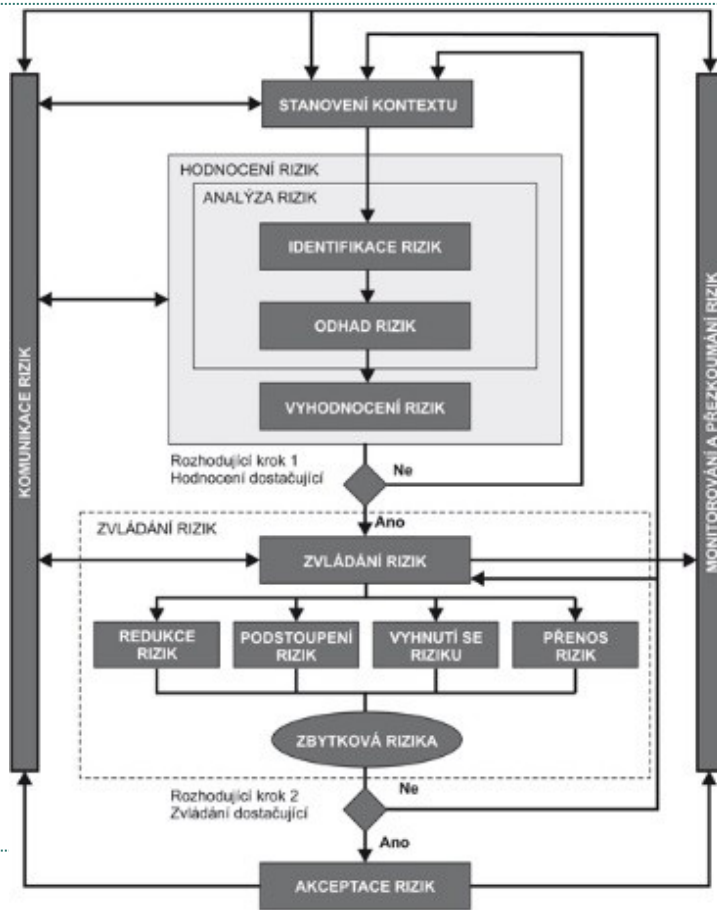 STANOVENÍ KONTEXTU
HODNOCENÍ RIZIK
ANALÝZA RIZIK
IDENTIFIKACE RIZIK
ODHAD RIZIK
VYHODNOCENÍ RIZIK
KOMUNIKACE RIZIK
MONITOROVÁNÍ A PŘEZKOUMÁNÍ RIZIK
Rozhodující krok 1
Hodnocení dostačující
Ne
Ano
ZVLÁDÁNÍ RIZIK
ZVLÁDÁNÍ RIZIK
REDUKCE
RIZIK
PODSTOUPENÍ
RIZIK
VYHNUTÍ SE
RIZIKU
PŘENOS
RIZIK
ZBYTKOVÁ RIZIKA
Rozhodující krok 2
Zvládání dostačující
Ne
Ano
AKCEPTACE RIZIK